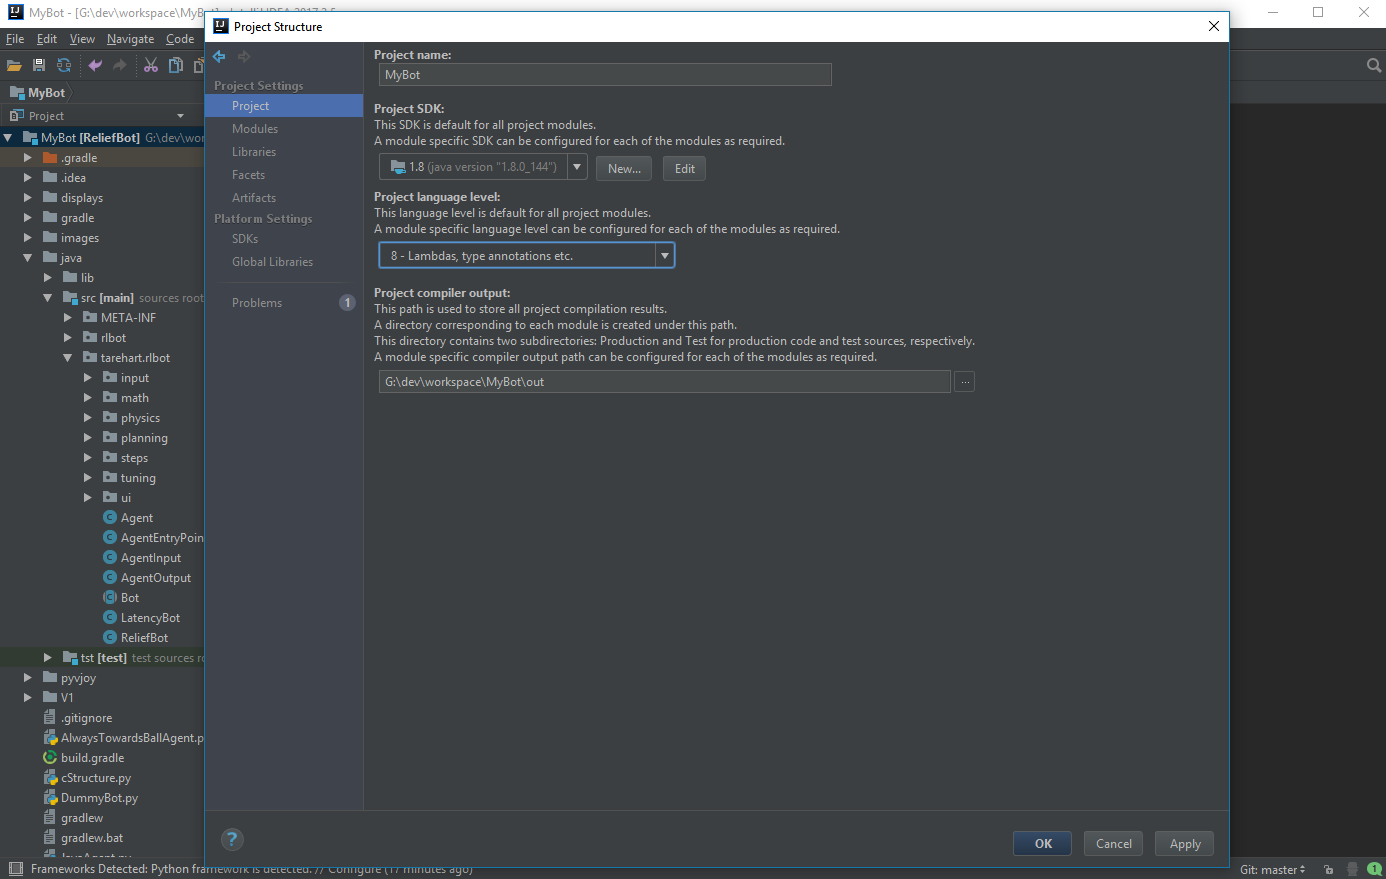 MyBot - [G:\dev\workspace\MyBot]
Project Structure
File Edit View Navigate Code
MyBot
Project
MyBot [ReliefBot] G:\dev\wor
.gradle
.idea
displays
gradle
images
java
lib
src [main] sources root
META-INF
rlbot
tarehart.rlbot
input
math
physics
planning
steps
tuning
ui
Agent
AgentEntryPoin
AgentInput
AgentOutput
Bot
LatencyBot
ReliefBot
tst [test] test sources ro
pyvjoy
V1
.gitignore
AlwaysTowardsBallAgent.p
build.gradle
cStructure.py
DummyBot.py
gradlew
gradlew.bat
Project Settings
Project
Modules
Libraries
Facets
Artifacts
Platform Settings
SDKs
Global Libraries
Problems 1
Project name:
MyBot
Project SDK:
This SDK is default for all project modules.
A module specific SDK can be configured for each of the modules as required.
1.8 (java version "1.8.0_144") New... Edit
Project language level:
This language level is default for all project modules.
A module specific language level can be configured for each of the modules as required.
8 - Lambdas, type annotations etc.
Project compiler output:
This path is used to store all project compilation results.
A directory corresponding to each module is created under this path.
This directory contains two subdirectories: Production and Test for production code and test sources, respectively.
A module specific compiler output path can be configured for each of the modules as required.
G:\dev\workspace\MyBot\out ...
? OK Cancel Apply
Frameworks Detected: Python framework is detected. // Configure (17 minutes ago)
Git: master 1